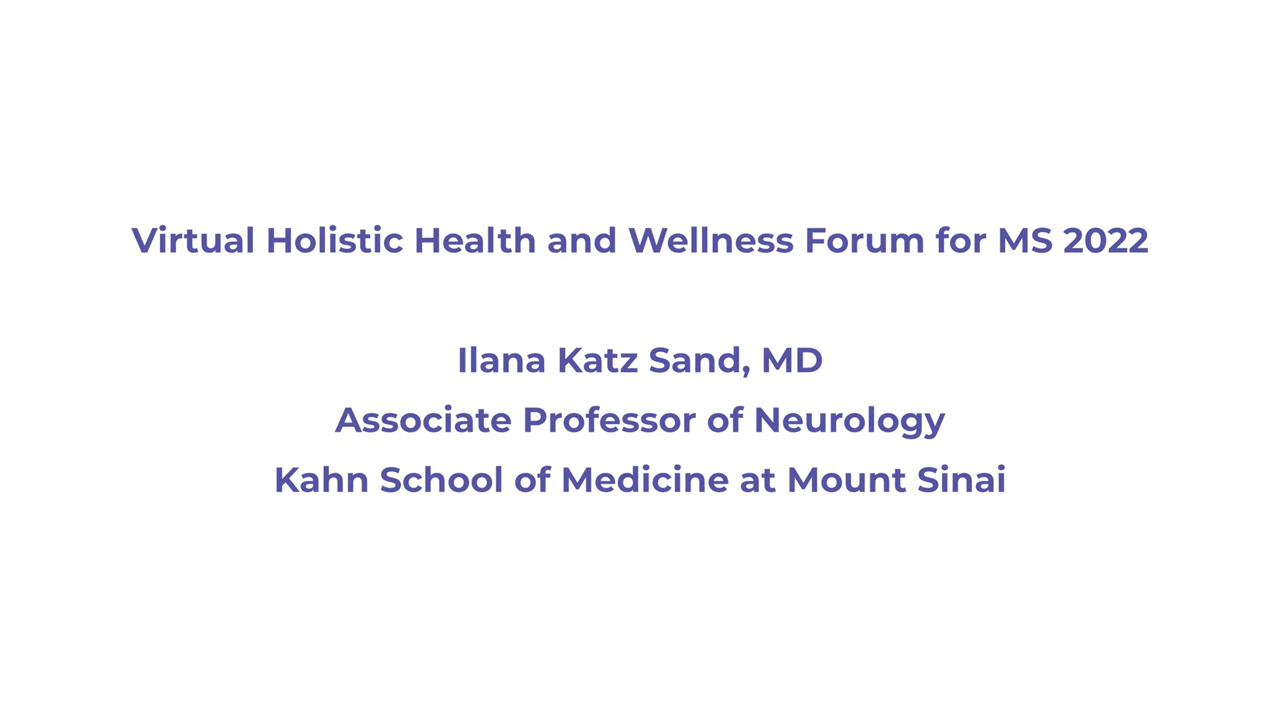 Virtual Holistic Health and Wellness Forum for MS 2022
Ilana Katz Sand, MD
Associate Professor of Neurology
Kahn School of Medicine at Mount Sinai